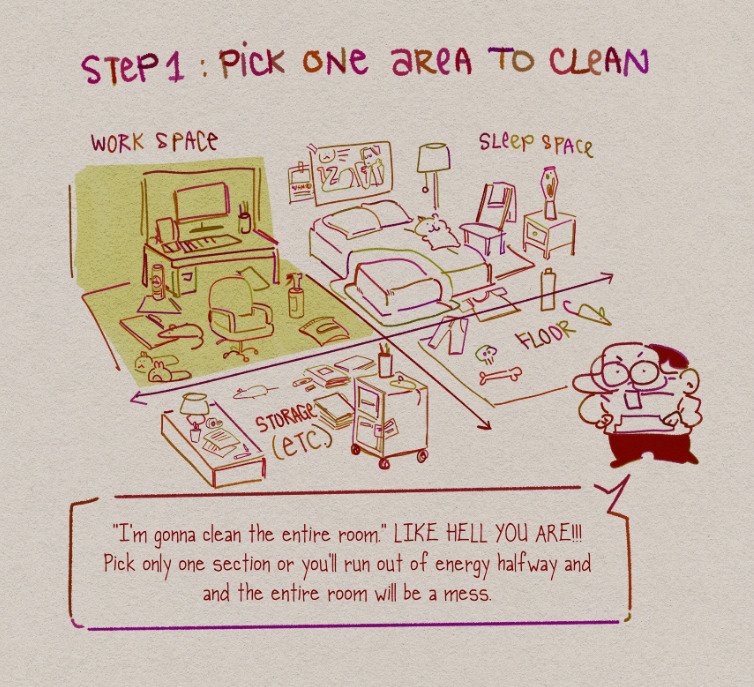 STEP 1 : PICK ONE AREA TO CLEAN
WORK SPACE
SLEEP SPACE
FLOOR
STORAGE
(ETC)
"I'm gonna clean the entire room." LIKE HELL YOU ARE!!!
Pick only one section or you'll run out of energy halfway and
and the entire room will be a mess.